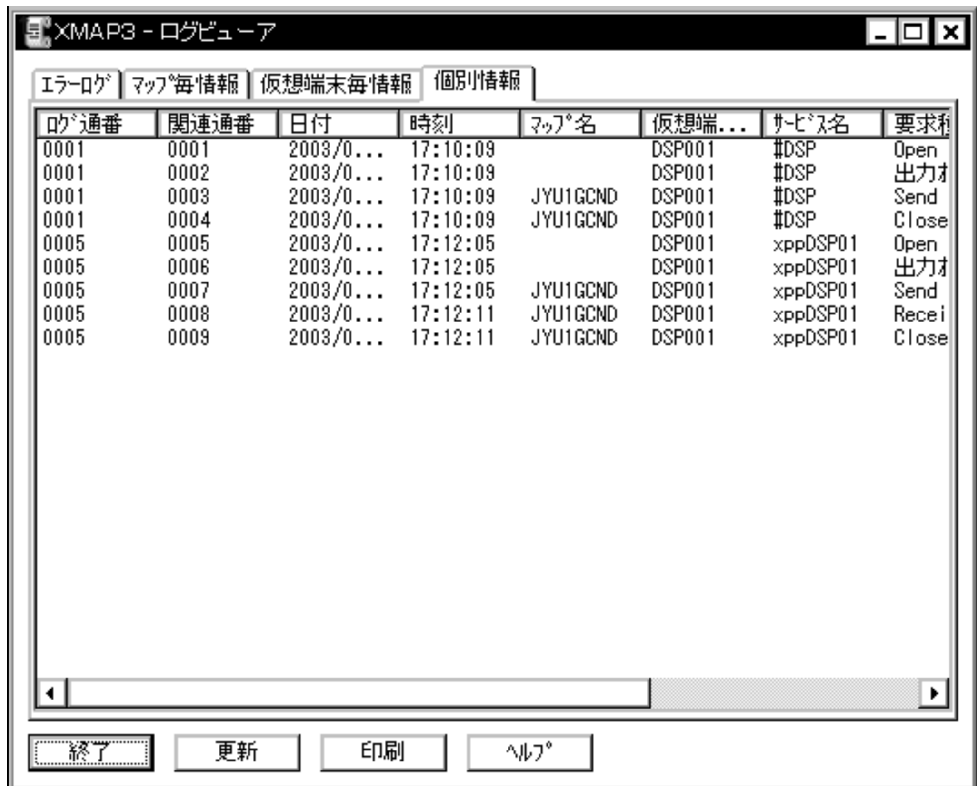 XMAP3 - ログビューア
ｴﾗｰﾛｸﾞ ﾏｯﾌﾟ毎情報 仮想端末毎情報 個別情報
ﾛｸﾞ通番 関連通番 日付 時刻 ﾏｯﾌﾟ名 仮想端... ｻｰﾋﾞｽ名 要求種
0001 0001 2003/0... 17:10:09 DSP001 #DSP Open
0001 0002 2003/0... 17:10:09 DSP001 #DSP 出力オ
0001 0003 2003/0... 17:10:09 JYU1GCND DSP001 #DSP Send
0001 0004 2003/0... 17:10:09 JYU1GCND DSP001 #DSP Close
0005 0005 2003/0... 17:12:05 DSP001 xppDSP01 Open
0005 0006 2003/0... 17:12:05 DSP001 xppDSP01 出力オ
0005 0007 2003/0... 17:12:05 JYU1GCND DSP001 xppDSP01 Send
0005 0008 2003/0... 17:12:11 JYU1GCND DSP001 xppDSP01 Recei
0005 0009 2003/0... 17:12:11 JYU1GCND DSP001 xppDSP01 Close
終了 更新 印刷 ﾍﾙﾌﾟ